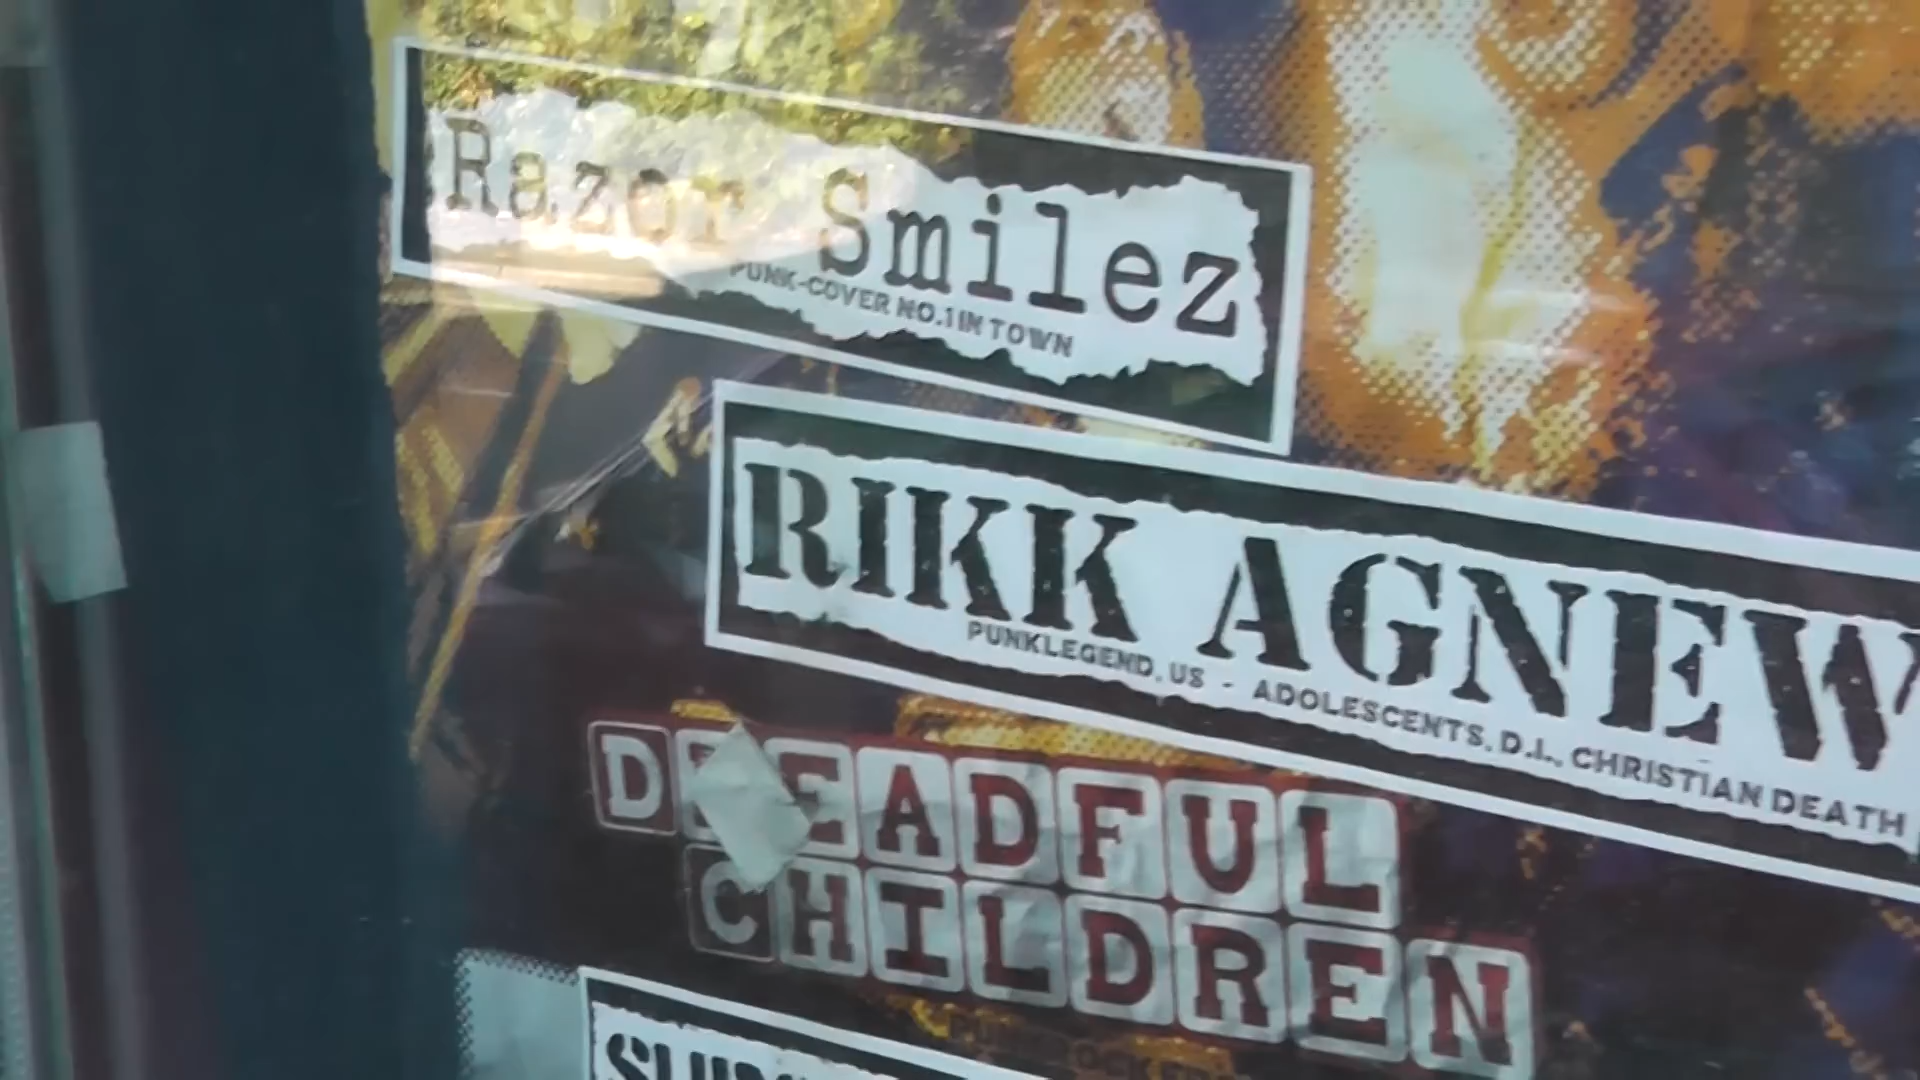 Razor Smilez
PUNK-COVER NO.1 IN TOWN
RIKK AGNEW
PUNKLEGEND, US - ADOLESCENTS, D.I., CHRISTIAN DEATH
DREADFUL
CHILDREN